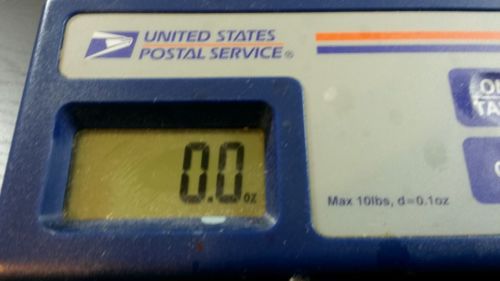 UNITED STATES
POSTAL SERVICE®
0.0 oz
Max 10lbs, d=0.1oz